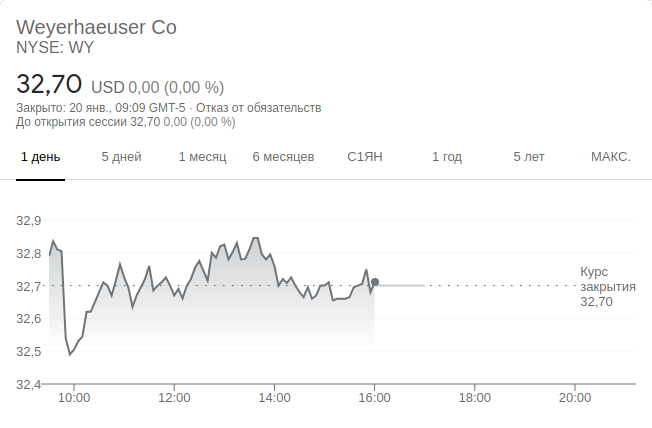 Weyerhaeuser Co
NYSE: WY
32,70 USD 0,00 (0,00 %)
Закрыто: 20 янв., 09:09 GMT-5 · Отказ от обязательств
До открытия сессии 32,70 0,00 (0,00 %)
1 день 5 дней 1 месяц 6 месяцев С1ЯН 1 год 5 лет МАКС.
32,9
32,8
32,7
32,6
32,5
32,4
Курс
закрытия
32,70
10:00 12:00 14:00 16:00 18:00 20:00